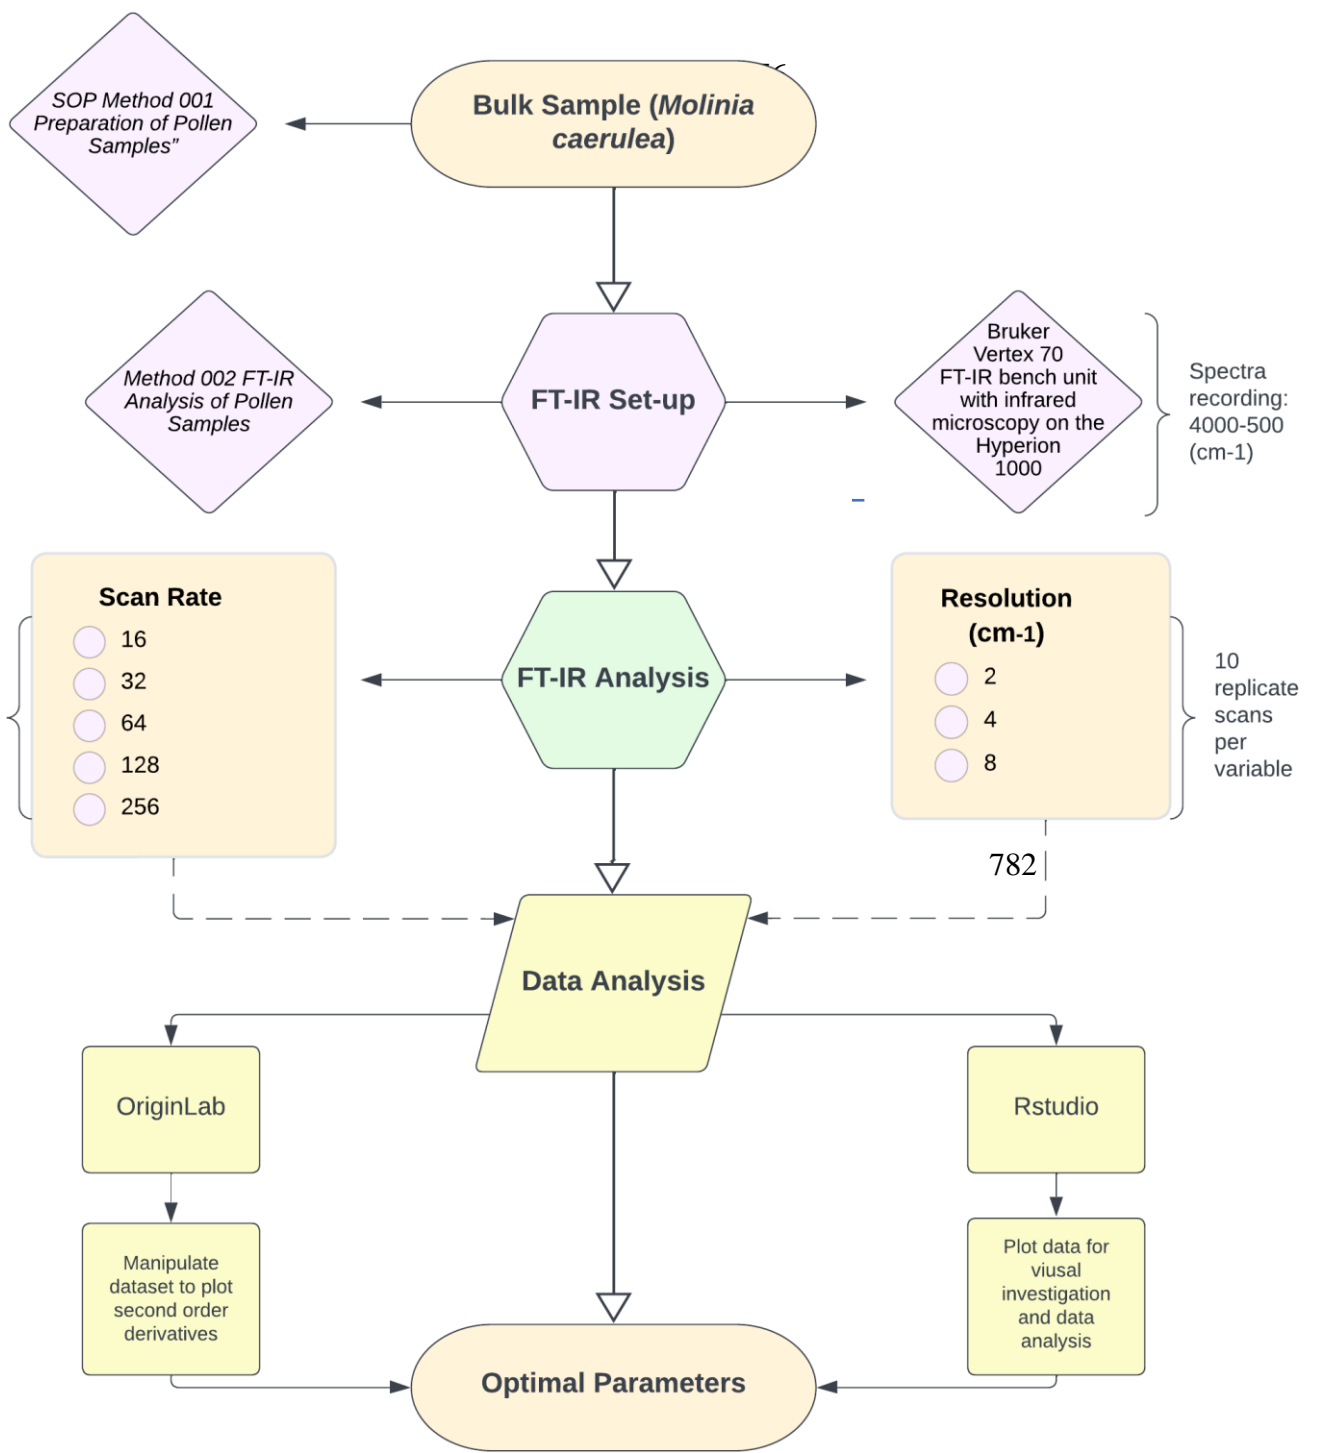 SOP Method 001
Preparation of Pollen
Samples”
Bulk Sample (Molinia
caerulea)
Method 002 FT-IR
Analysis of Pollen
Samples
FT-IR Set-up
Bruker
Vertex 70
FT-IR bench unit
with infrared
microscopy on the
Hyperion
1000
Spectra
recording:
4000-500
(cm-1)
Scan Rate
16
32
64
128
256
FT-IR Analysis
Resolution
(cm-1)
2
4
8
10
replicate
scans
per
variable
782
Data Analysis
OriginLab
Rstudio
Manipulate
dataset to plot
second order
derivatives
Plot data for
viusal
investigation
and data
analysis
Optimal Parameters